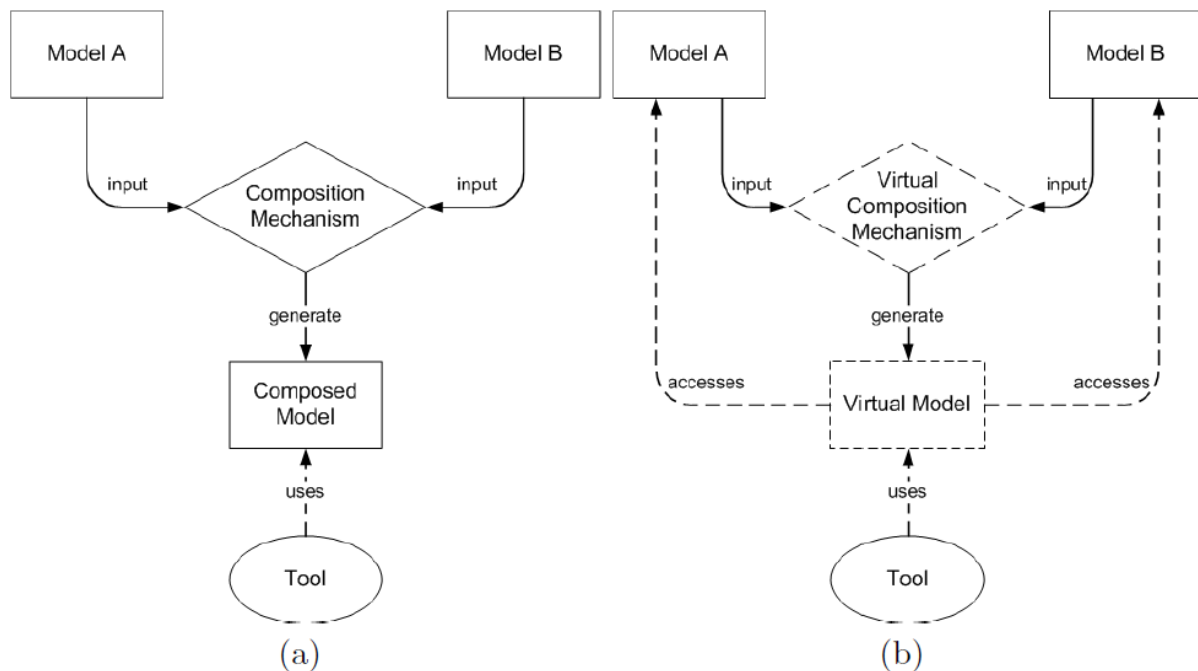 Model A
Model B
input
input
Composition
Mechanism
generate
Composed
Model
uses
Tool
(a)
Model A
Model B
input
input
Virtual
Composition
Mechanism
generate
accesses
accesses
Virtual Model
uses
Tool
(b)